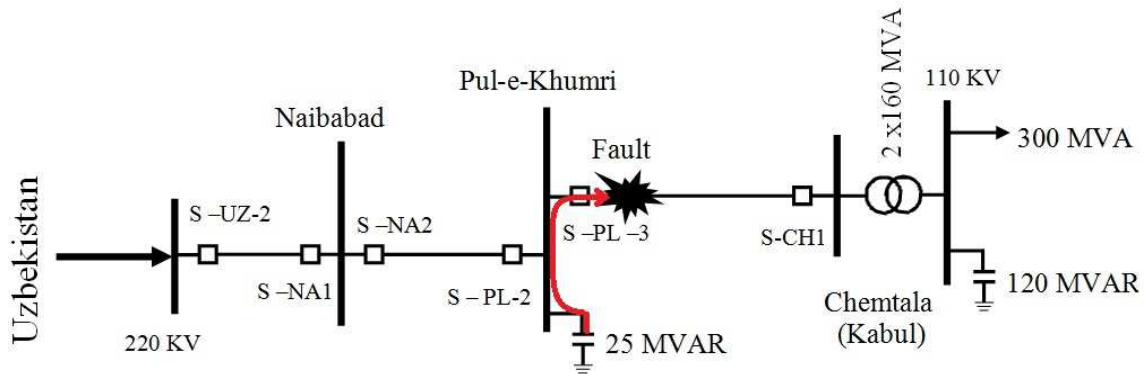 Uzbekistan
220 KV
S –UZ-2
S –NA1
Naibabad
S –NA2
S – PL-2
Pul-e-Khumri
Fault
S –PL –3
25 MVAR
S-CH1
2 x160 MVA
110 KV
300 MVA
120 MVAR
Chemtala
(Kabul)